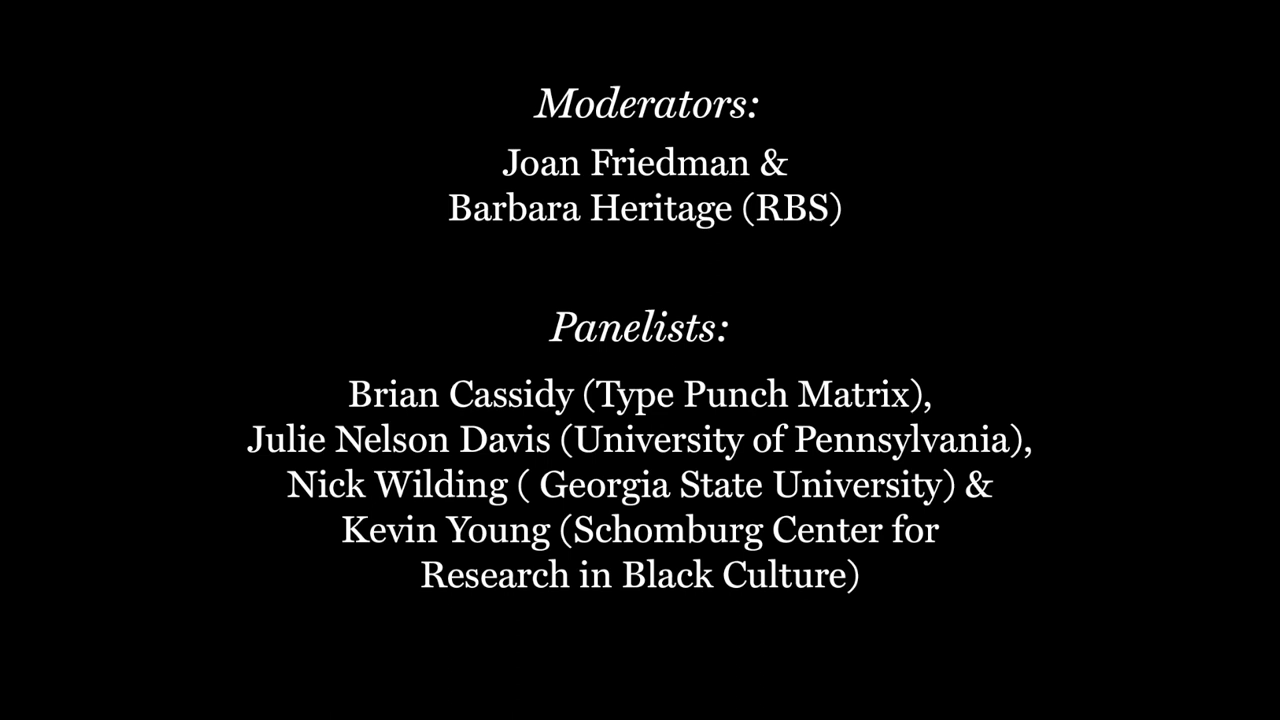 Moderators:
Joan Friedman &
Barbara Heritage (RBS)
Panelists:
Brian Cassidy (Type Punch Matrix),
Julie Nelson Davis (University of Pennsylvania),
Nick Wilding ( Georgia State University) &
Kevin Young (Schomburg Center for
Research in Black Culture)